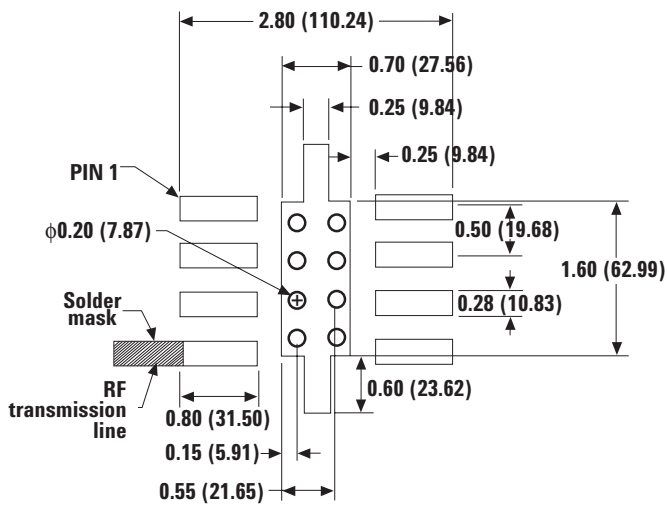 2.80 (110.24)
0.70 (27.56)
0.25 (9.84)
PIN 1
0.25 (9.84)
ϕ0.20 (7.87)
0.50 (19.68)
1.60 (62.99)
Solder
mask
0.28 (10.83)
RF
transmission
line
0.80 (31.50)
0.60 (23.62)
0.15 (5.91)
0.55 (21.65)